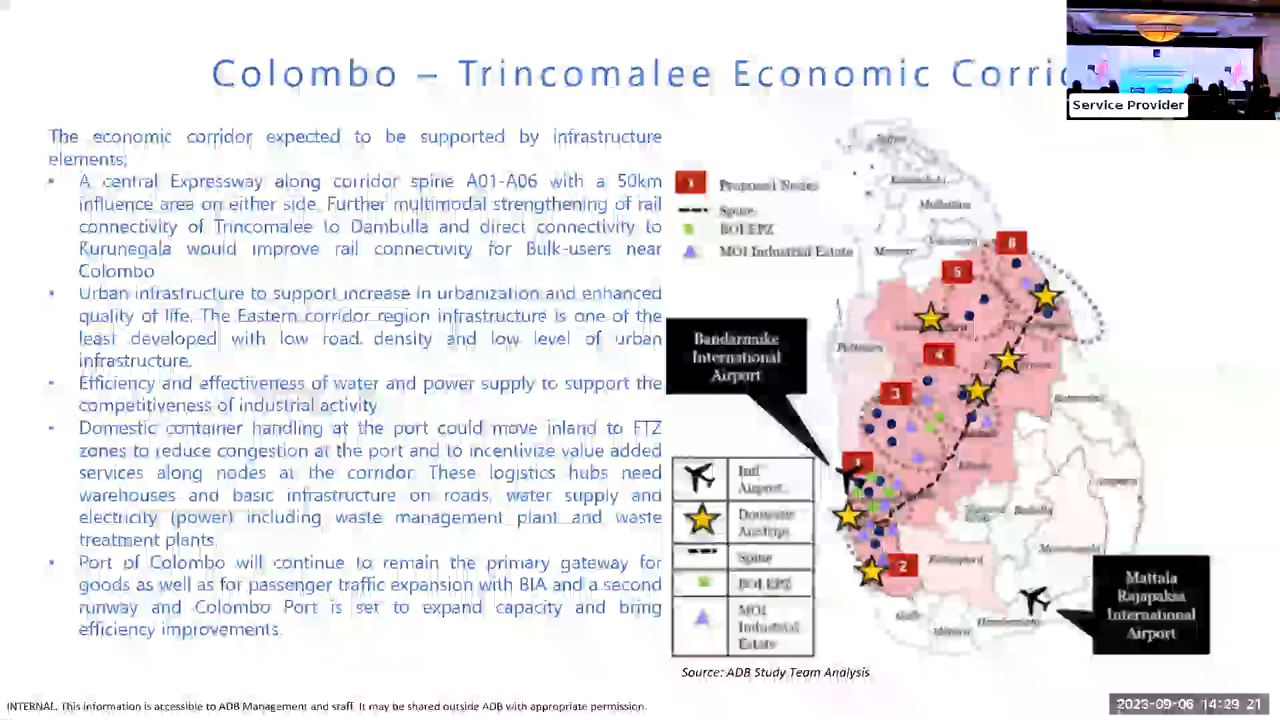 Colombo – Trincomalee Economic
Service Provider
The economic corridor expected to be supported by infrastructure
elements;
• A central Expressway along corridor spine A01-A06 with a 50km
influence area on either side. Further multimodal strengthening of rail
connectivity of Trincomalee to Dambulla and direct connectivity to
Kurunegala would improve rail connectivity for Bulk-users near
Colombo
• Urban infrastructure to support increase in urbanization and enhanced
quality of life. The Eastern corridor region infrastructure is one of the
least developed with low road density and low level of urban
infrastructure.
• Efficiency and effectiveness of water and power supply to support the
competitiveness of industrial activity
• Domestic container handling at the port could move inland to FTZ
zones to reduce congestion at the port and to incentivize value added
services along nodes at the corridor. These logistics hubs need
warehouses and basic infrastructure on roads, water supply and
electricity (power) including waste management plant and waste
treatment plants.
• Port of Colombo will continue to remain the primary gateway for
goods as well as for passenger traffic expansion with BIA and a second
runway and Colombo Port is set to expand capacity and bring
efficiency improvements.
1 Proposed Nodes
Spine
BOI EPZ
MOI Industrial Estate
6
5
4
3
1
2
Bandarnaike
International
Airport
Intl
Airport
Domestic
Airstrips
Spine
BOI EPZ
MOI
Industrial
Estate
Mattala
Rajapaksa
International
Airport
Source: ADB Study Team Analysis
INTERNAL. This information is accessible to ADB Management and staff. It may be shared outside ADB with appropriate permission.
2023-09-06 14:29 21